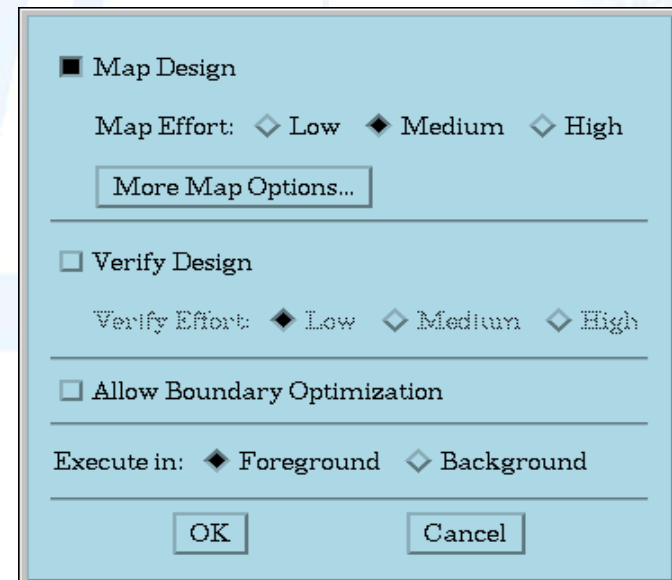 Map Design
Map Effort: Low Medium High
More Map Options...
Verify Design
Verify Effort: Low Medium High
Allow Boundary Optimization
Execute in: Foreground Background
OK Cancel